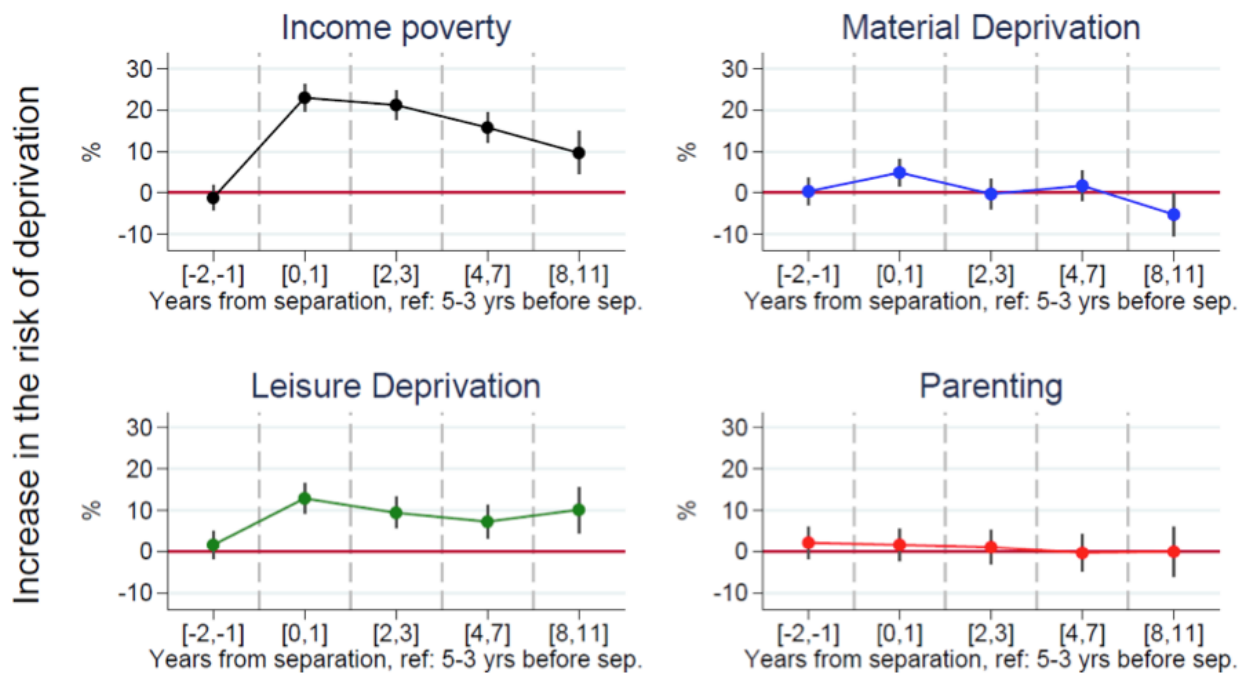 Increase in the risk of deprivation
Income poverty
%
30
20
10
0
-10
[-2,-1] [0,1] [2,3] [4,7] [8,11]
Years from separation, ref: 5-3 yrs before sep.
Material Deprivation
%
30
20
10
0
-10
[-2,-1] [0,1] [2,3] [4,7] [8,11]
Years from separation, ref: 5-3 yrs before sep.
Leisure Deprivation
%
30
20
10
0
-10
[-2,-1] [0,1] [2,3] [4,7] [8,11]
Years from separation, ref: 5-3 yrs before sep.
Parenting
%
30
20
10
0
-10
[-2,-1] [0,1] [2,3] [4,7] [8,11]
Years from separation, ref: 5-3 yrs before sep.